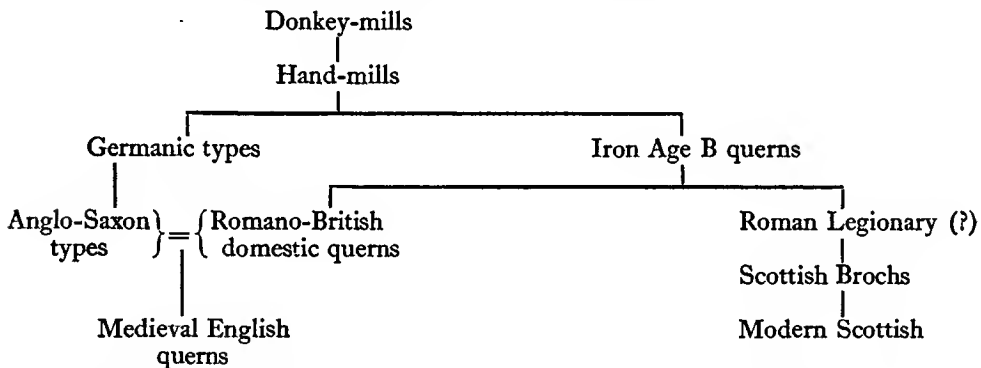 Donkey-mills
Hand-mills
Germanic types
Iron Age B querns
Anglo-Saxon
types
} = {
Romano-British
domestic querns
Roman Legionary (?)
Scottish Brochs
Medieval English
querns
Modern Scottish